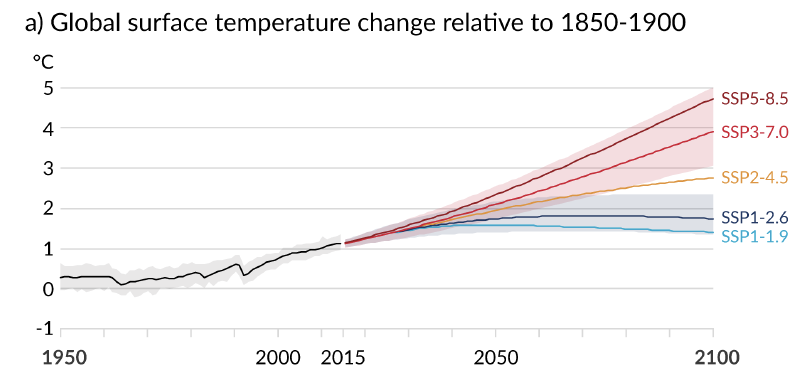 a) Global surface temperature change relative to 1850-1900
°C
5
SSP5-8.5
4
SSP3-7.0
3
SSP2-4.5
2
SSP1-2.6
SSP1-1.9
1
0
-1
1950 2000 2015 2050 2100